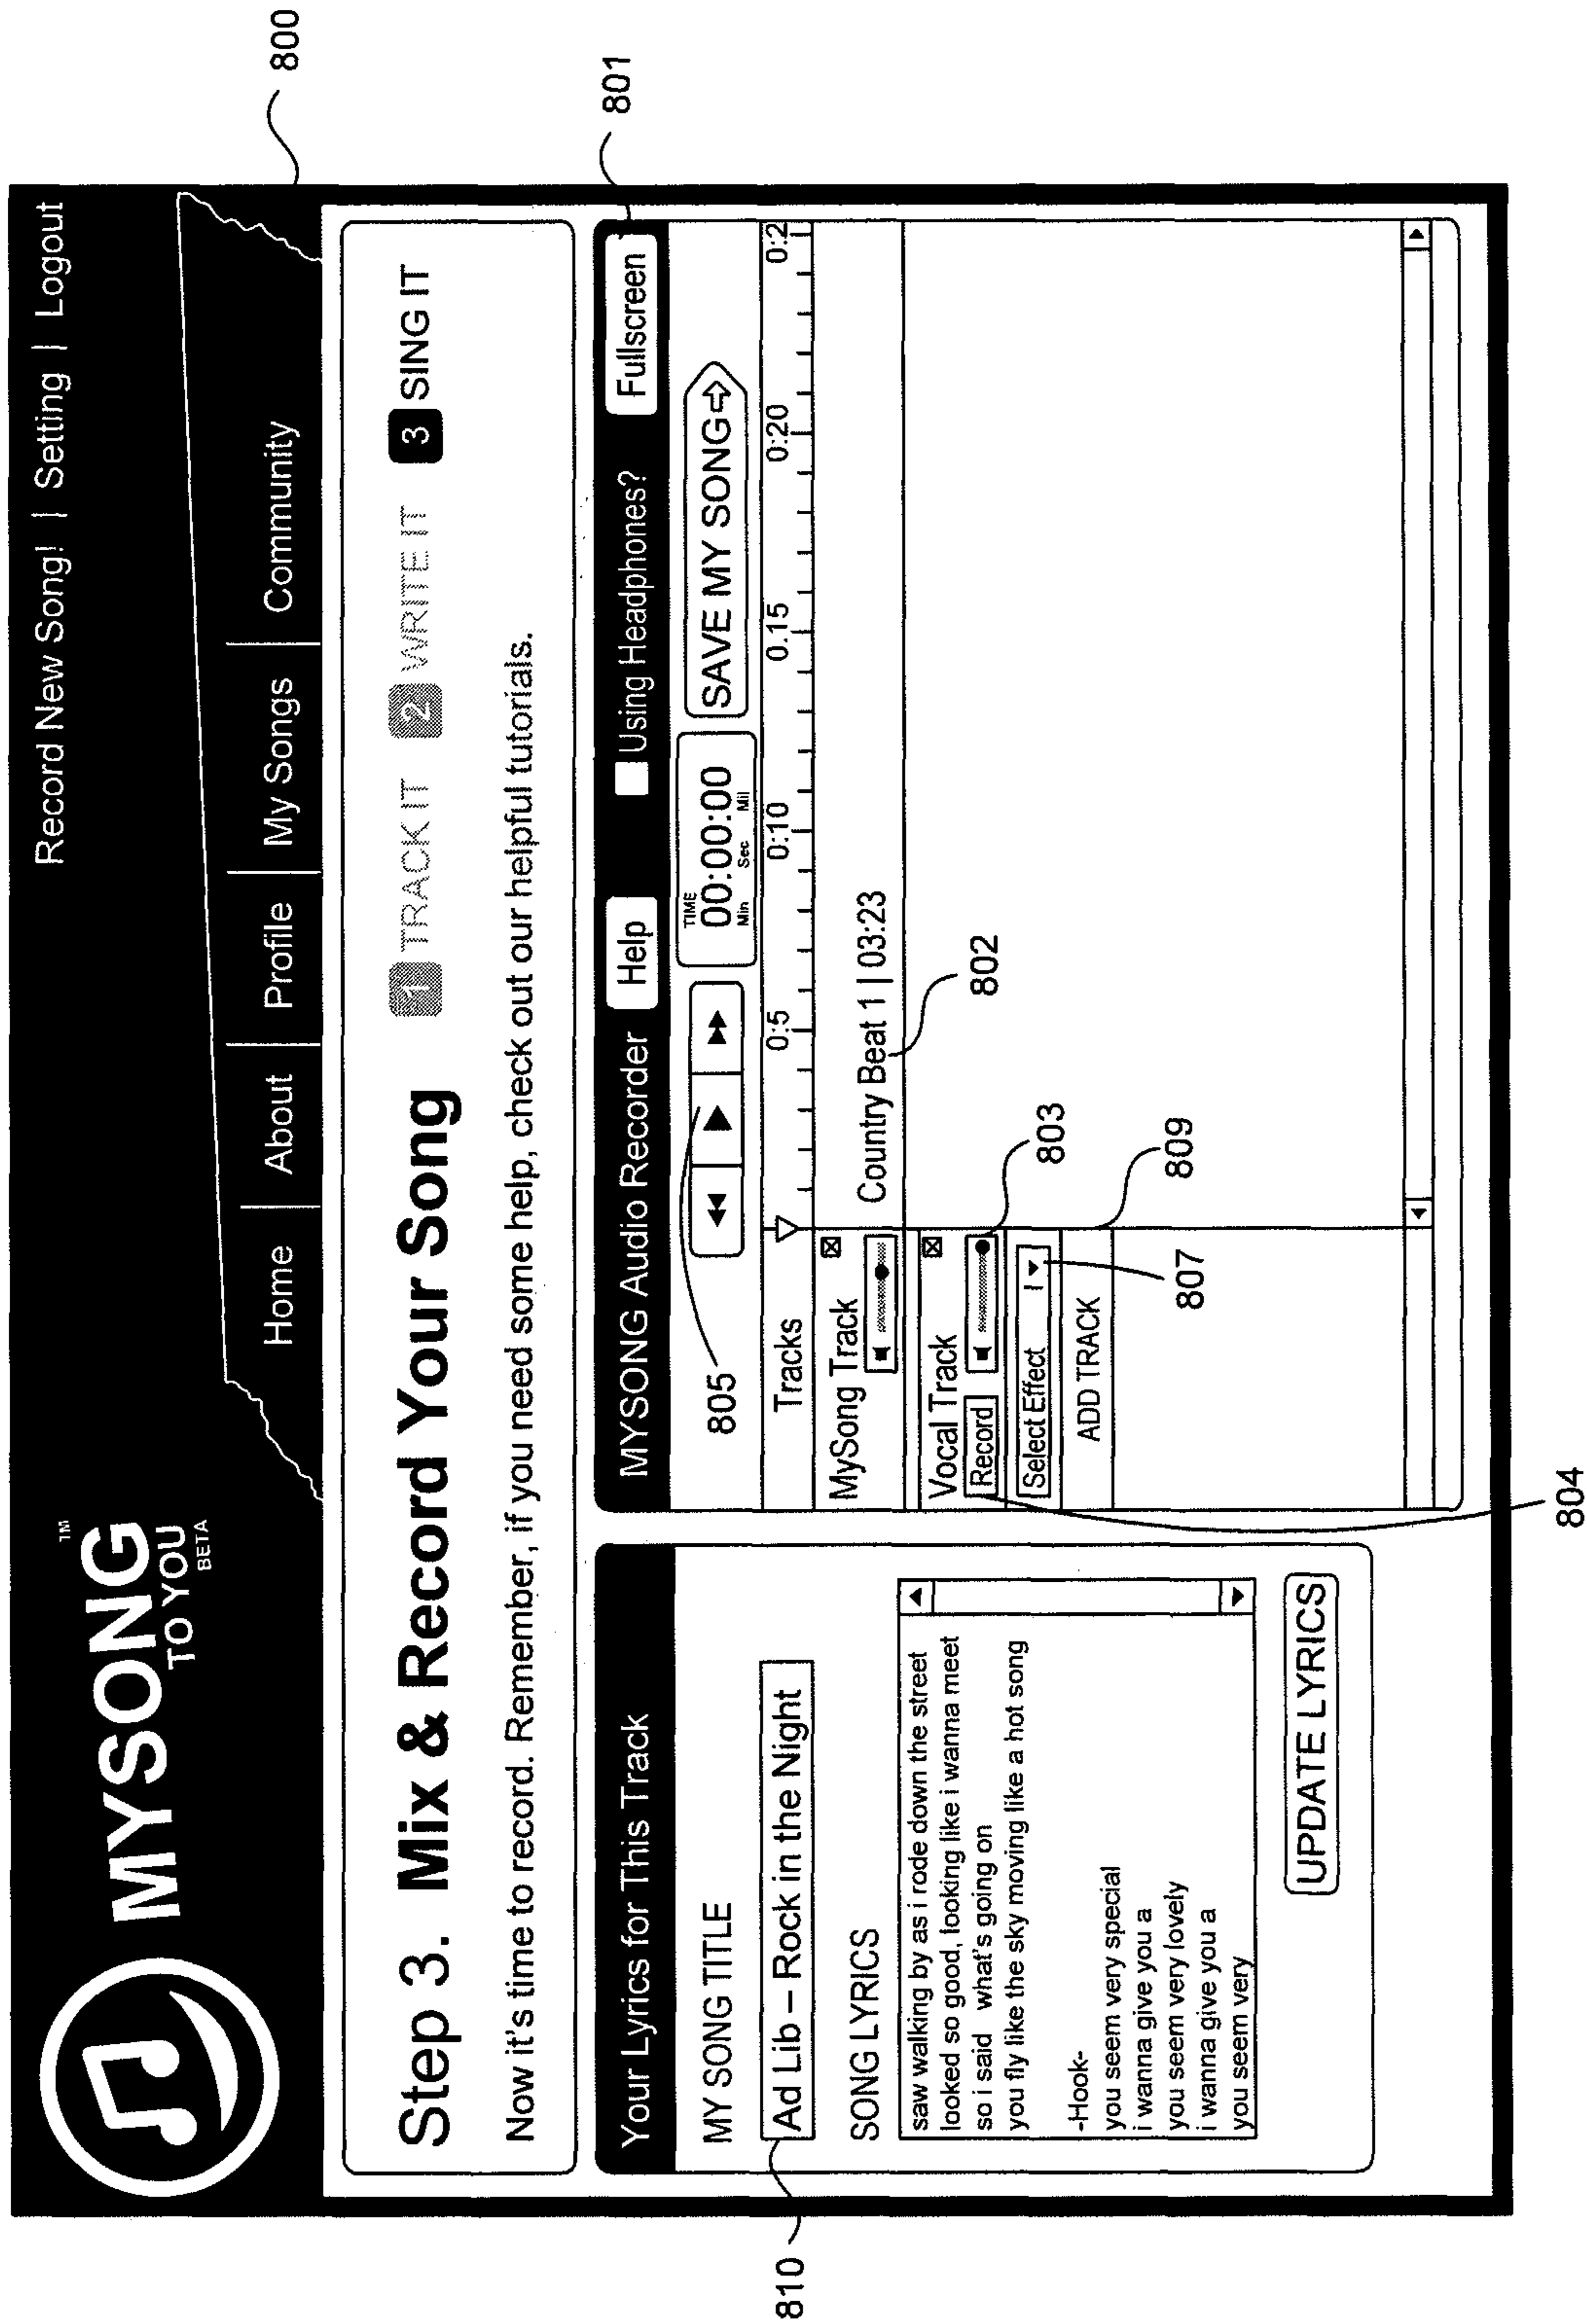 MYSONG™
TO YOU
BETA
Record New Song! | Setting | Logout
Home | About | Profile | My Songs | Community
800
Step 3. Mix & Record Your Song
1 TRACK IT 2 WRITE IT 3 SING IT
Now it's time to record. Remember, if you need some help, check out our helpful tutorials.
801
Your Lyrics for This Track
MY SONG TITLE
810
Ad Lib – Rock in the Night
SONG LYRICS
saw walking by as i rode down the street
looked so good, looking like i wanna meet
so i said what's going on
you fly like the sky moving like a hot song
-Hook-
you seem very special
i wanna give you a
you seem very lovely
i wanna give you a
you seem very
UPDATE LYRICS
MYSONG Audio Recorder Help Using Headphones? Fullscreen
805
TIME
00:00:00
Min Sec Mil
SAVE MY SONG
Tracks 0:5 0:10 0.15 0:20 0:2
MySong Track
Country Beat 1 | 03:23
802
Vocal Track
Record
803
Select Effect
807
809
ADD TRACK
804